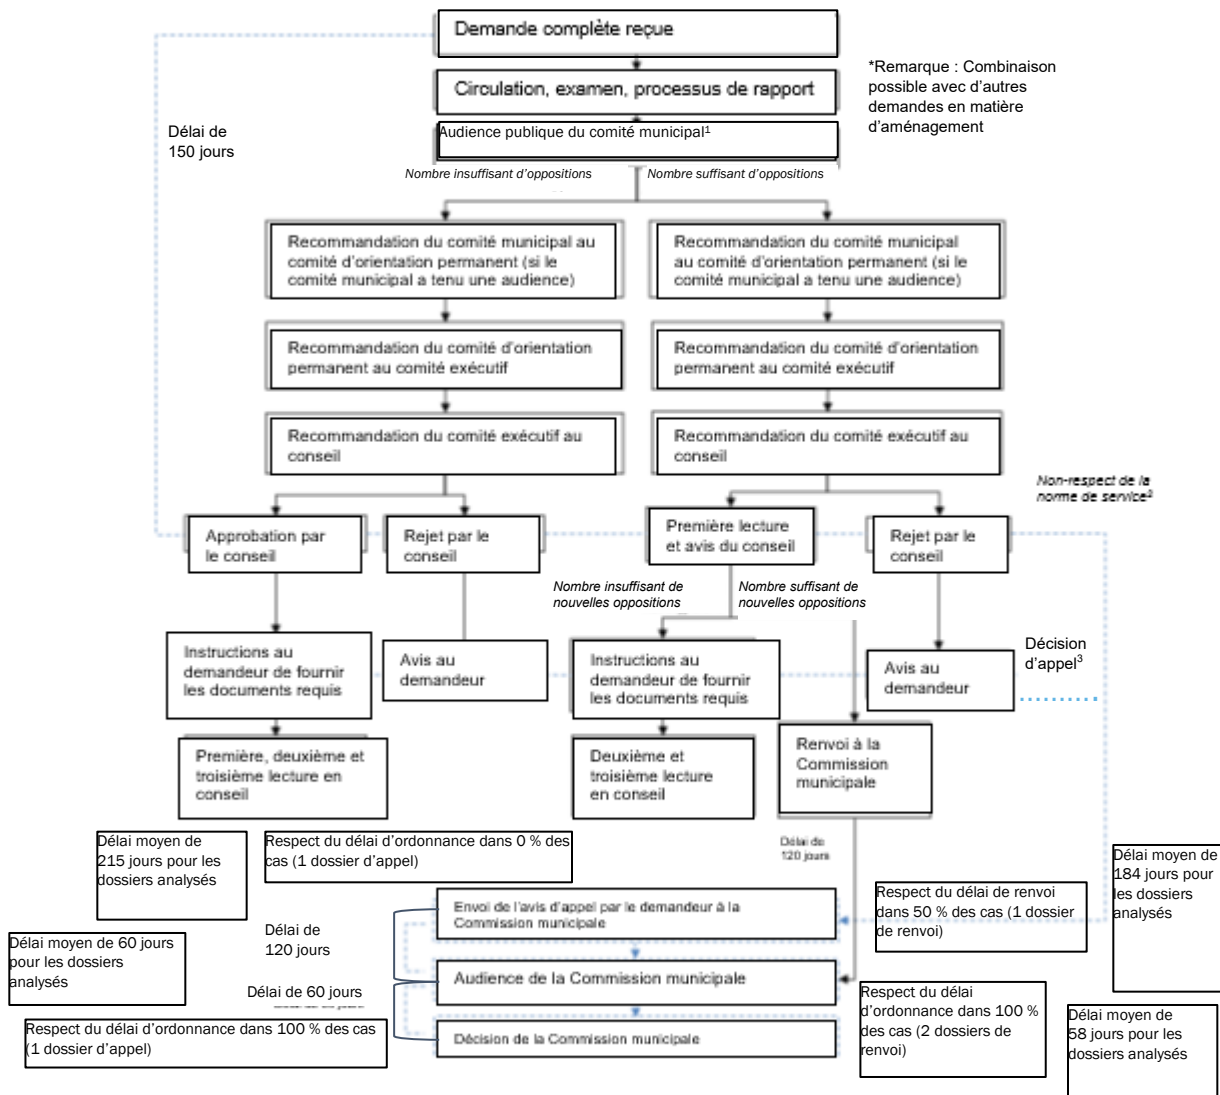 Demande complète reçue
Circulation, examen, processus de rapport
*Remarque : Combinaison
possible avec d'autres
demandes en matière
d'aménagement
Audience publique du comité municipal¹
Délai de
150 jours
Nombre insuffisant d'oppositions
Nombre suffisant d'oppositions
Recommandation du comité municipal au
comité d'orientation permanent (si le
comité municipal a tenu une audience)
Recommandation du comité municipal
au comité d'orientation permanent (si le
comité municipal a tenu une audience)
Recommandation du comité d'orientation
permanent au comité exécutif
Recommandation du comité d'orientation
permanent au comité exécutif
Recommandation du comité exécutif au
conseil
Recommandation du comité exécutif au
conseil
Non-respect de la
norme de service²
Approbation par
le conseil
Rejet par le
conseil
Première lecture
et avis du conseil
Rejet par le
conseil
Nombre insuffisant de
nouvelles oppositions
Nombre suffisant de
nouvelles oppositions
Instructions au
demandeur de fournir
les documents requis
Avis au
demandeur
Instructions au
demandeur de fournir
les documents requis
Avis au
demandeur
Décision
d'appel³
Première, deuxième et
troisième lecture en
conseil
Deuxième et
troisième lecture
en conseil
Renvoi à la
Commission
municipale
Délai moyen de
215 jours pour les
dossiers analysés
Respect du délai d'ordonnance dans 0 % des
cas (1 dossier d'appel)
Délai de
120 jours
Délai moyen de
184 jours pour
les dossiers
analysés
Envoi de l'avis d'appel par le demandeur à la
Commission municipale
Respect du délai de renvoi
dans 50 % des cas (1 dossier
de renvoi)
Délai de
120 jours
Délai moyen de 60 jours
pour les dossiers
analysés
Audience de la Commission municipale
Délai de 60 jours
Respect du délai
d'ordonnance dans 100 %
des cas (2 dossiers de
renvoi)
Délai moyen de
58 jours pour les
dossiers analysés
Respect du délai d'ordonnance dans 100 % des cas
(1 dossier d'appel)
Décision de la Commission municipale